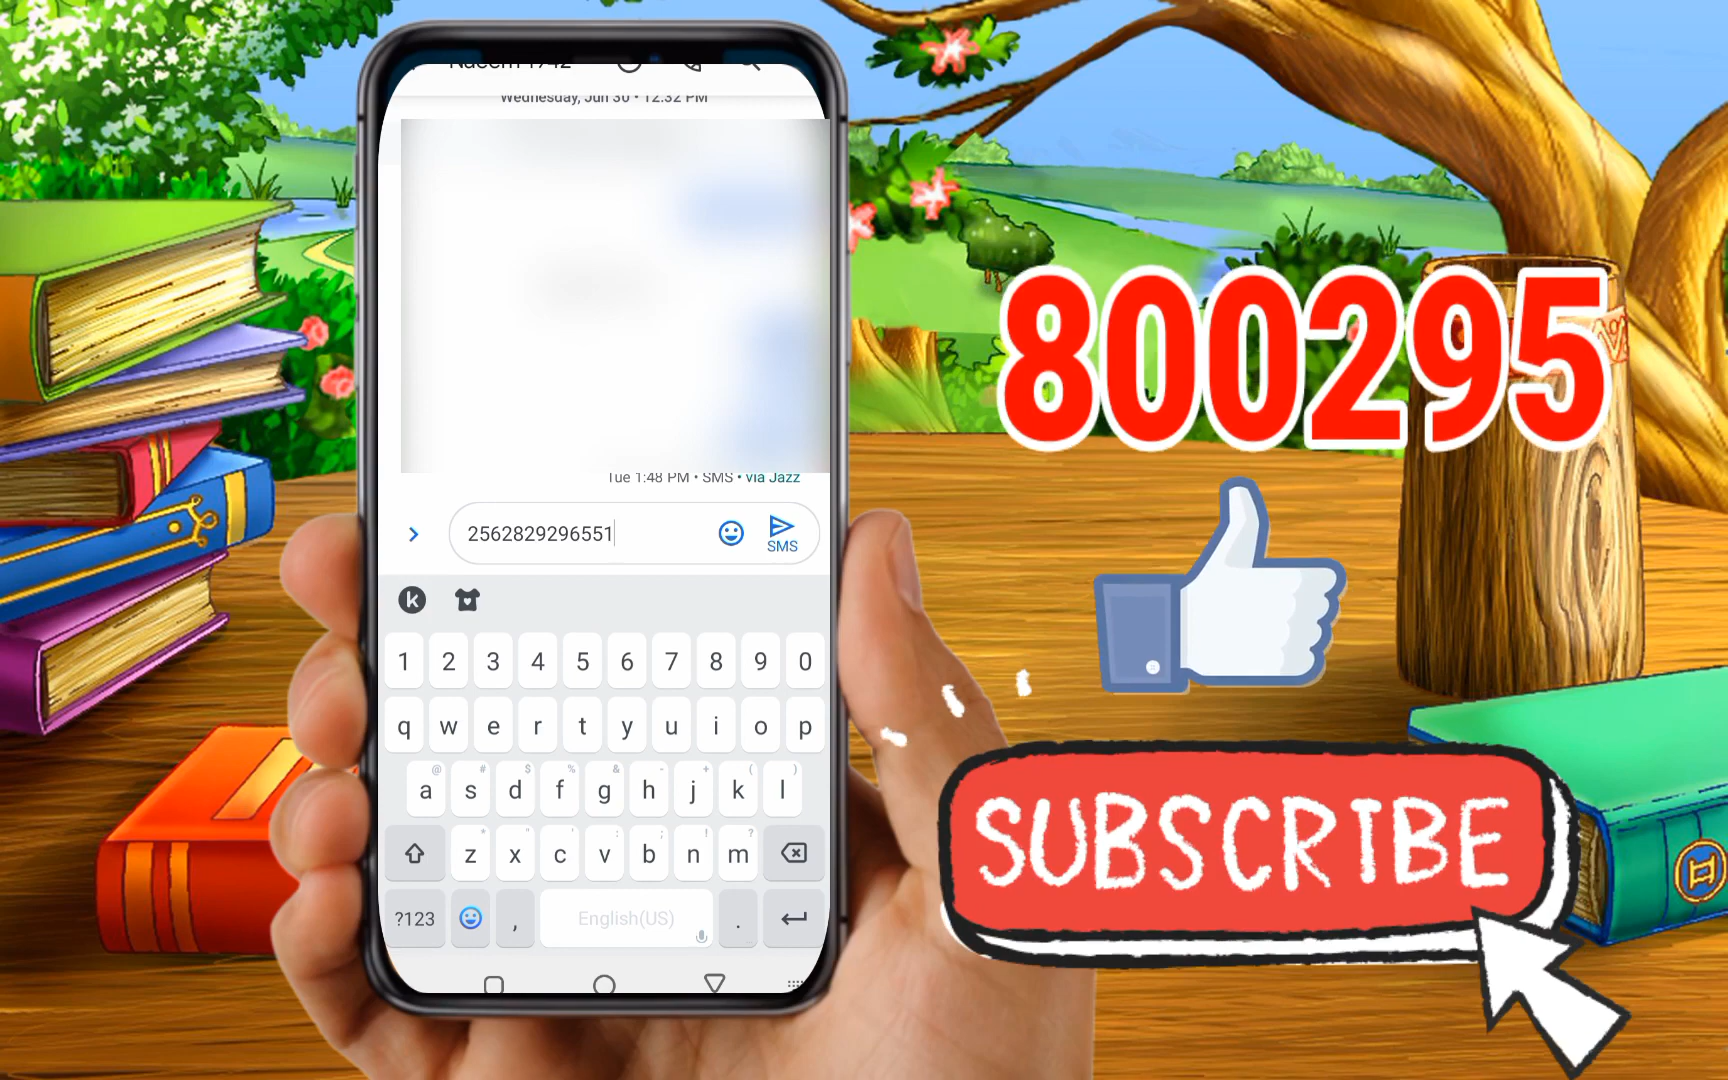 Wednesday, Jun 30 • 12:32 PM
800295
Tue 1:48 PM • SMS • via Jazz
2562829296551
SMS
k
1 2 3 4 5 6 7 8 9 0
q w e r t y u i o p
@ # $ % & - + ( )
a s d f g h j k l
* " ' : ; ! ?
z x c v b n m
?123 , English(US) .
SUBSCRIBE